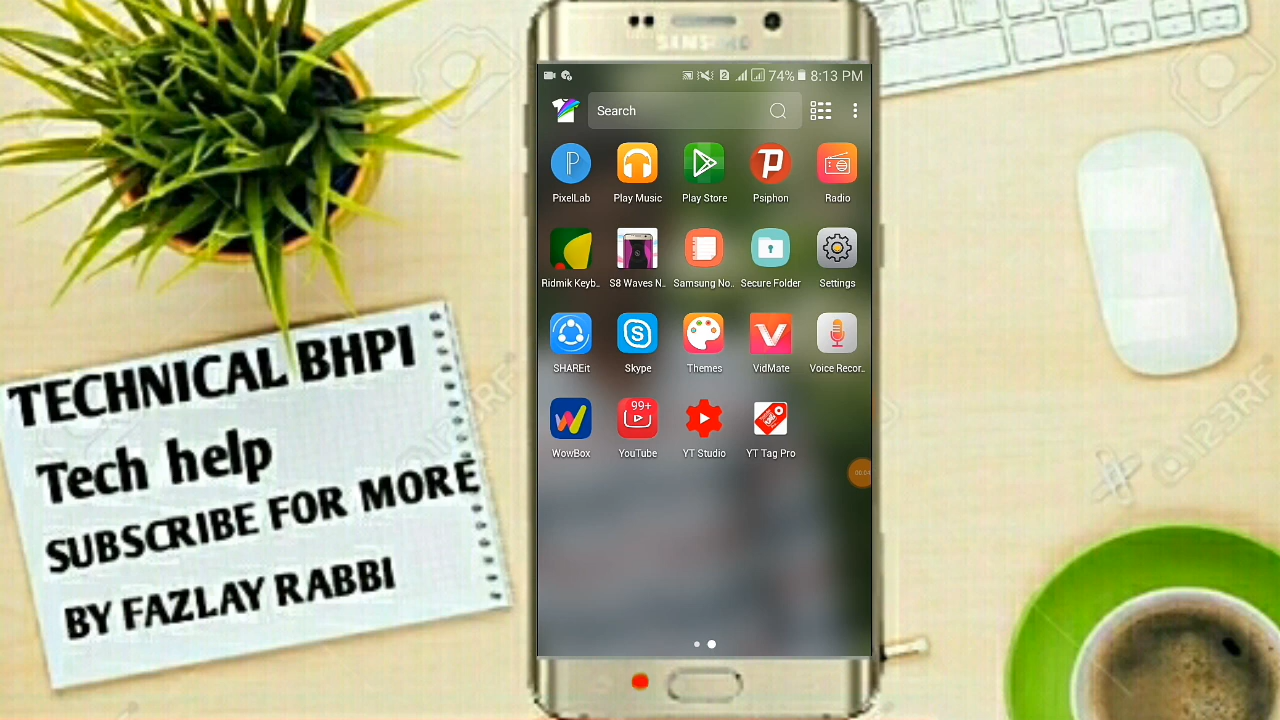 SAMSUNG
2 74% 8:13 PM
Search
PixelLab Play Music Play Store Psiphon Radio
Ridmik Keyb.. S8 Waves N.. Samsung No.. Secure Folder Settings
SHAREit Skype Themes VidMate Voice Recor..
99+
WowBox YouTube YT Studio YT Tag Pro
TECHNICAL BHPI
Tech help
SUBSCRIBE FOR MORE
BY FAZLAY RABBI
123RF